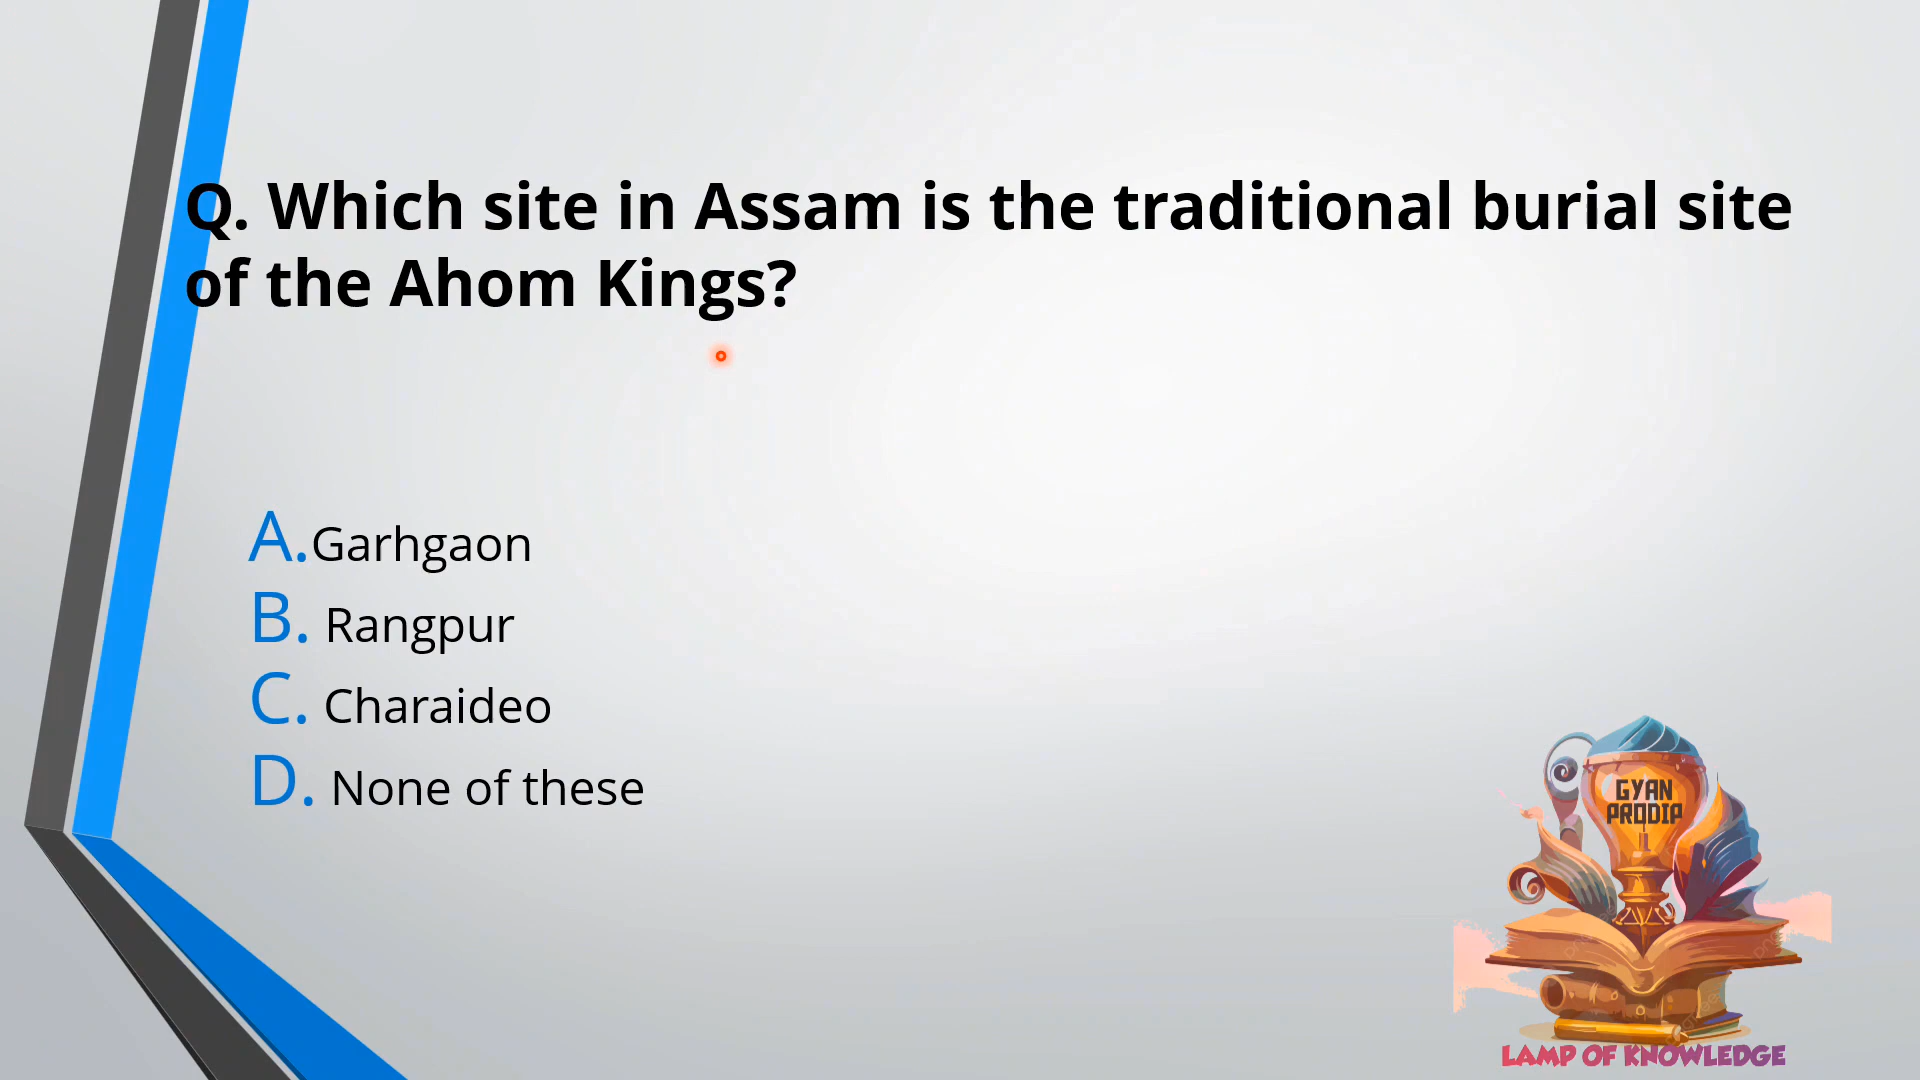 Q. Which site in Assam is the traditional burial site
of the Ahom Kings?
A.Garhgaon
B. Rangpur
C. Charaideo
D. None of these
GYAN
PRODIP
LAMP OF KNOWLEDGE